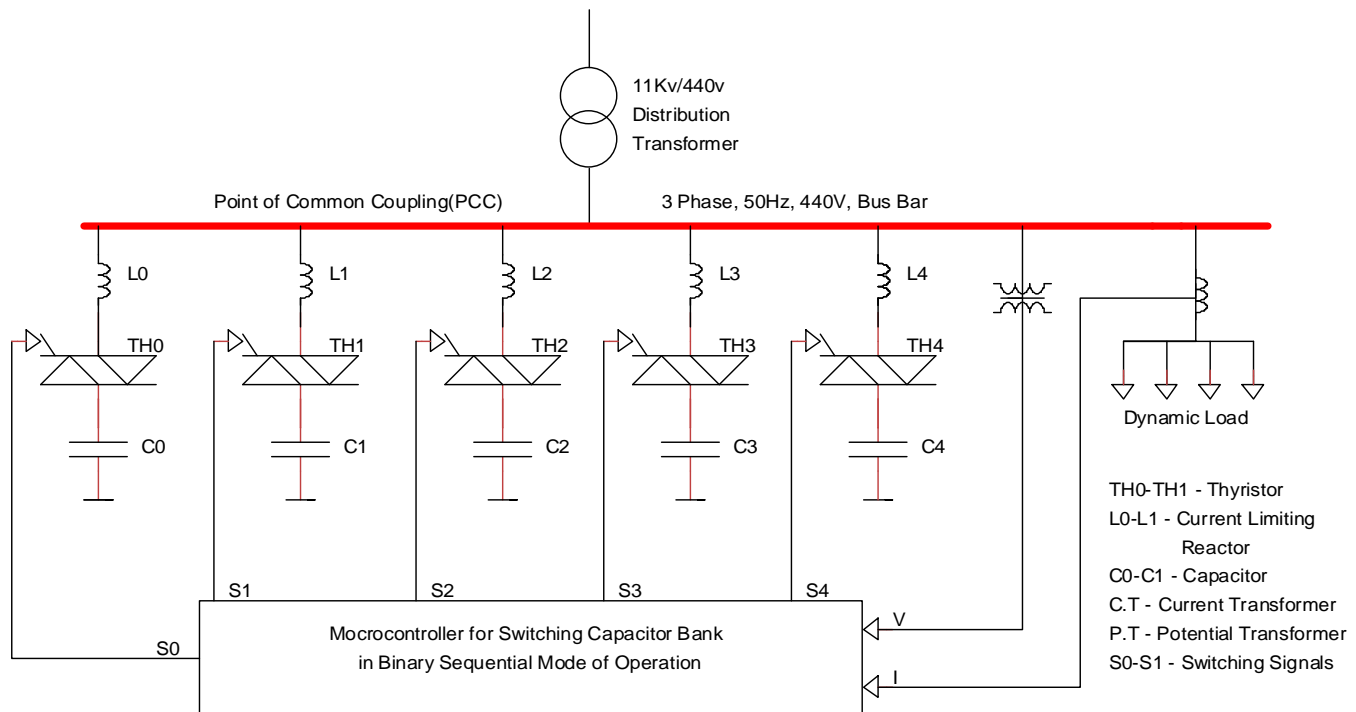 11Kv/440v
Distribution
Transformer
Point of Common Coupling(PCC)
3 Phase, 50Hz, 440V, Bus Bar
L0
L1
L2
L3
L4
TH0
TH1
TH2
TH3
TH4
C0
C1
C2
C3
C4
Dynamic Load
TH0-TH1 - Thyristor
L0-L1 - Current Limiting
Reactor
C0-C1 - Capacitor
C.T - Current Transformer
P.T - Potential Transformer
S0-S1 - Switching Signals
S0
S1
S2
S3
S4
V
I
Mocrocontroller for Switching Capacitor Bank
in Binary Sequential Mode of Operation